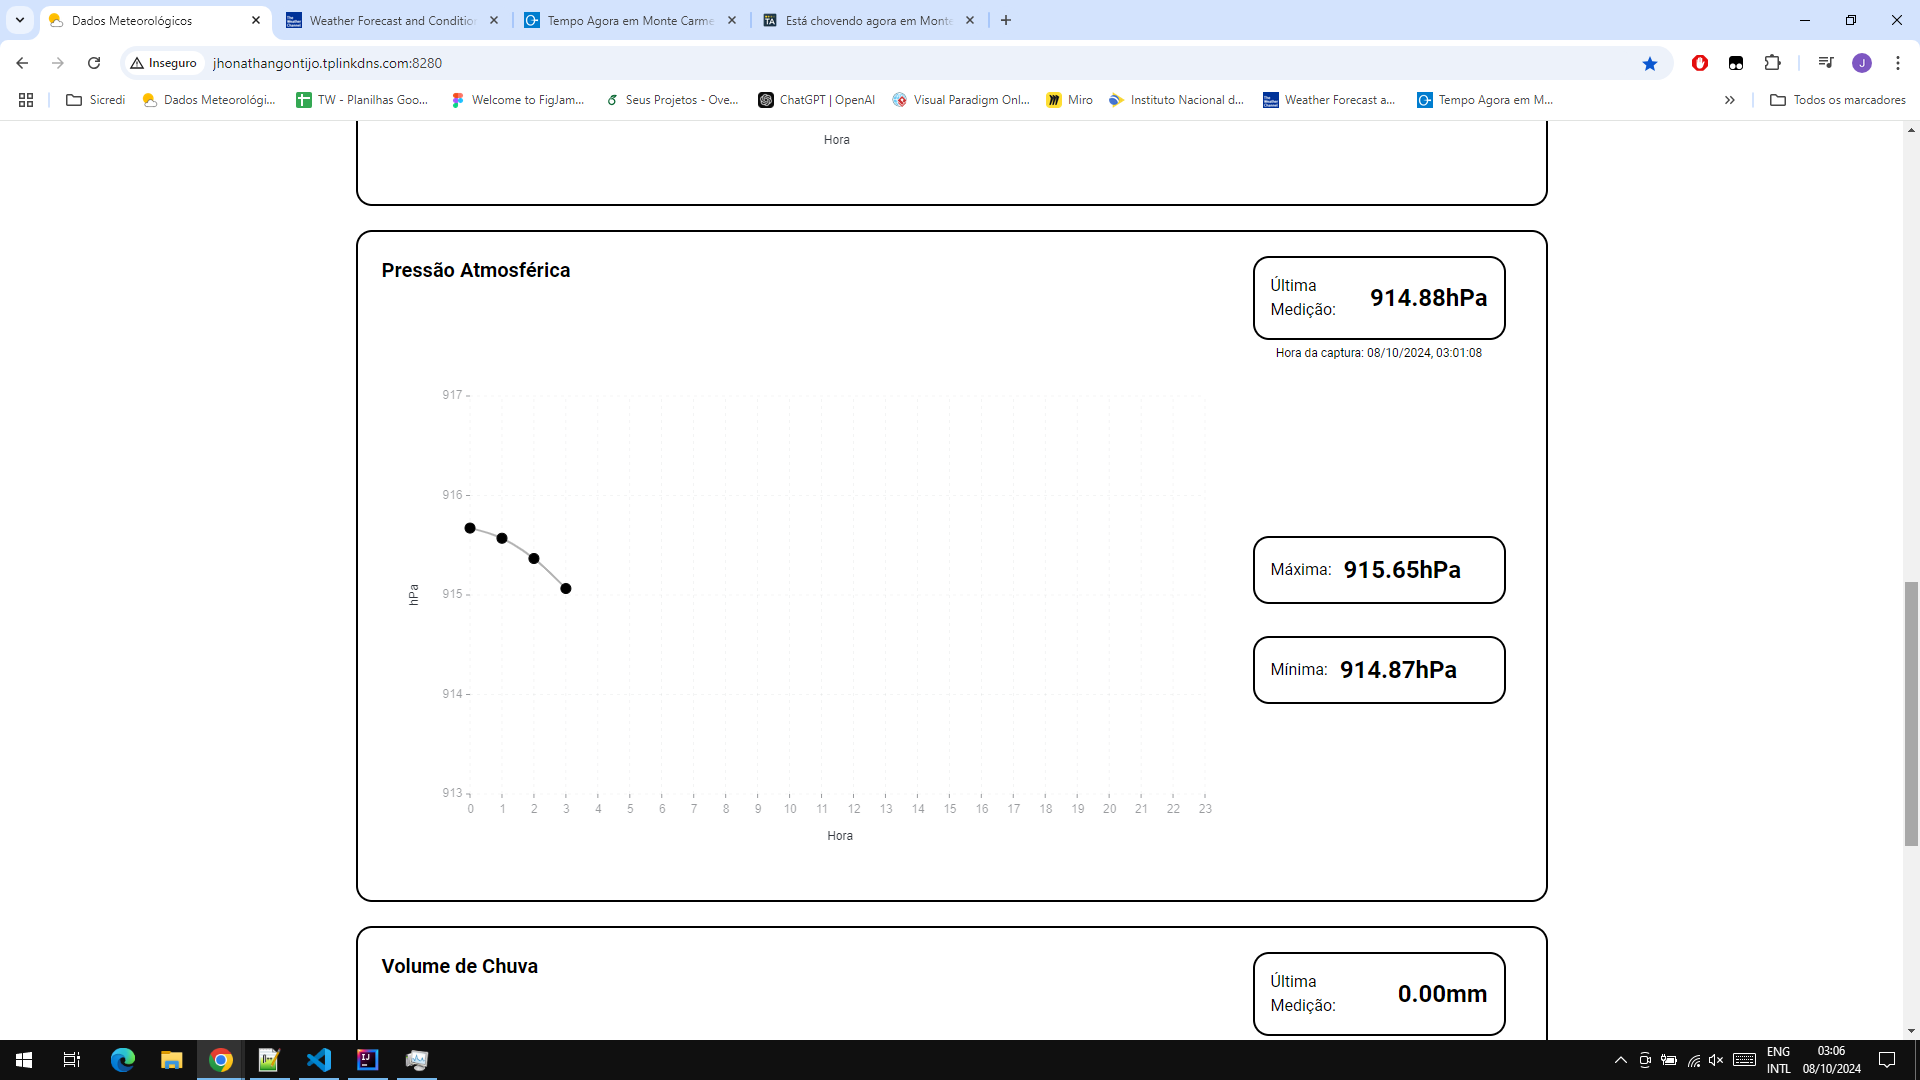 Dados Meteorológicos
Weather Forecast and Conditio
Tempo Agora em Monte Carme
Está chovendo agora em Monte
Inseguro
jhonathangontijo.tplinkdns.com:8280
Sicredi
Dados Meteorológi...
TW - Planilhas Goo...
Welcome to FigJam...
Seus Projetos - Ove...
ChatGPT | OpenAI
Visual Paradigm Onl...
Miro
Instituto Nacional d...
Weather Forecast a...
Tempo Agora em M...
Todos os marcadores
Hora
Pressão Atmosférica
Última
Medição:
914.88hPa
Hora da captura: 08/10/2024, 03:01:08
917
916
915
914
913
hPa
0 1 2 3 4 5 6 7 8 9 10 11 12 13 14 15 16 17 18 19 20 21 22 23
Hora
Máxima: 915.65hPa
Mínima: 914.87hPa
Volume de Chuva
Última
Medição:
0.00mm
ENG
INTL
03:06
08/10/2024